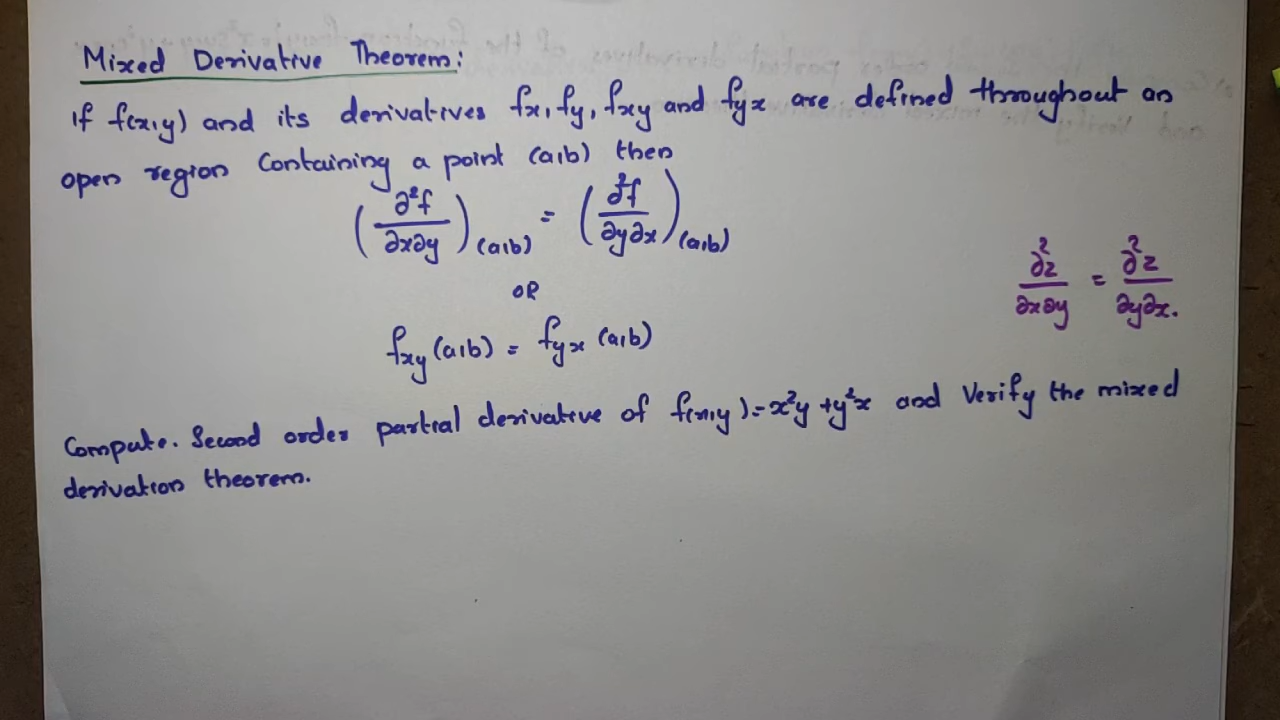 Mixed Derivative Theorem:
If f(x,y) and its derivatives fx, fy, fxy and fyx are defined throughout an
open region Containing a point (a,b) then
(∂²f/∂x∂y)(a,b) = (∂²f/∂y∂x)(a,b)
∂²z/∂x∂y = ∂²z/∂y∂x.
OR
fxy(a,b) = fyx(a,b)
Compute. Second order partial derivative of f(x,y)=x²y+y²x and Verify the mixed
derivation theorem.